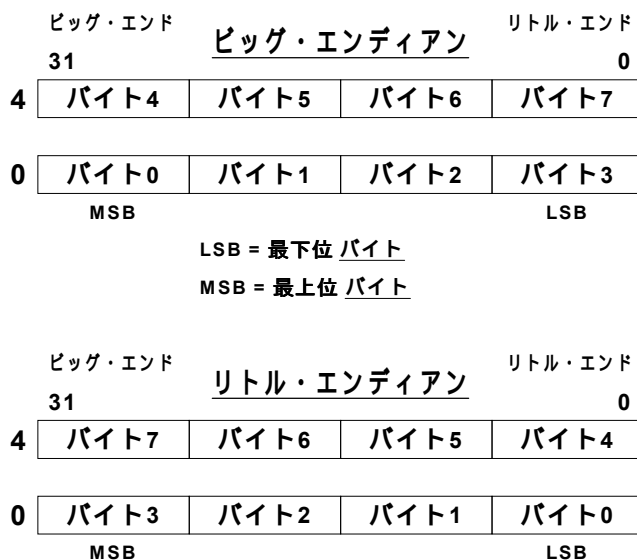 ビッグ・エンド ビッグ・エンディアン リトル・エンド
31 0
4 バイト4 バイト5 バイト6 バイト7
0 バイト0 バイト1 バイト2 バイト3
MSB LSB
LSB = 最下位 バイト
MSB = 最上位 バイト
ビッグ・エンド リトル・エンディアン リトル・エンド
31 0
4 バイト7 バイト6 バイト5 バイト4
0 バイト3 バイト2 バイト1 バイト0
MSB LSB